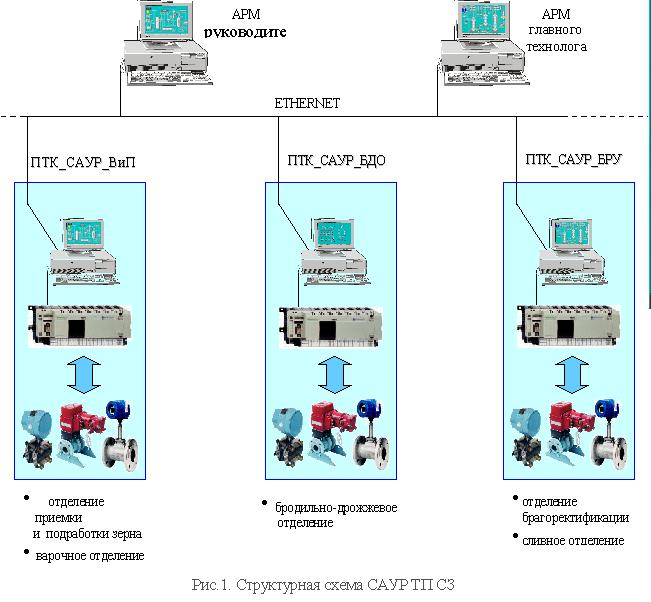 АРМ
руководите
АРМ
главного
технолога
ETHERNET
ПТК_САУР_ВиП
ПТК_САУР_БДО
ПТК_САУР_БРУ
• отделение
приемки
и подработки зерна
• варочное отделение
• бродильно-дрожжевое
отделение
• отделение
брагоректификации
• сливное отделение
Рис.1. Структурная схема САУР ТП СЗ